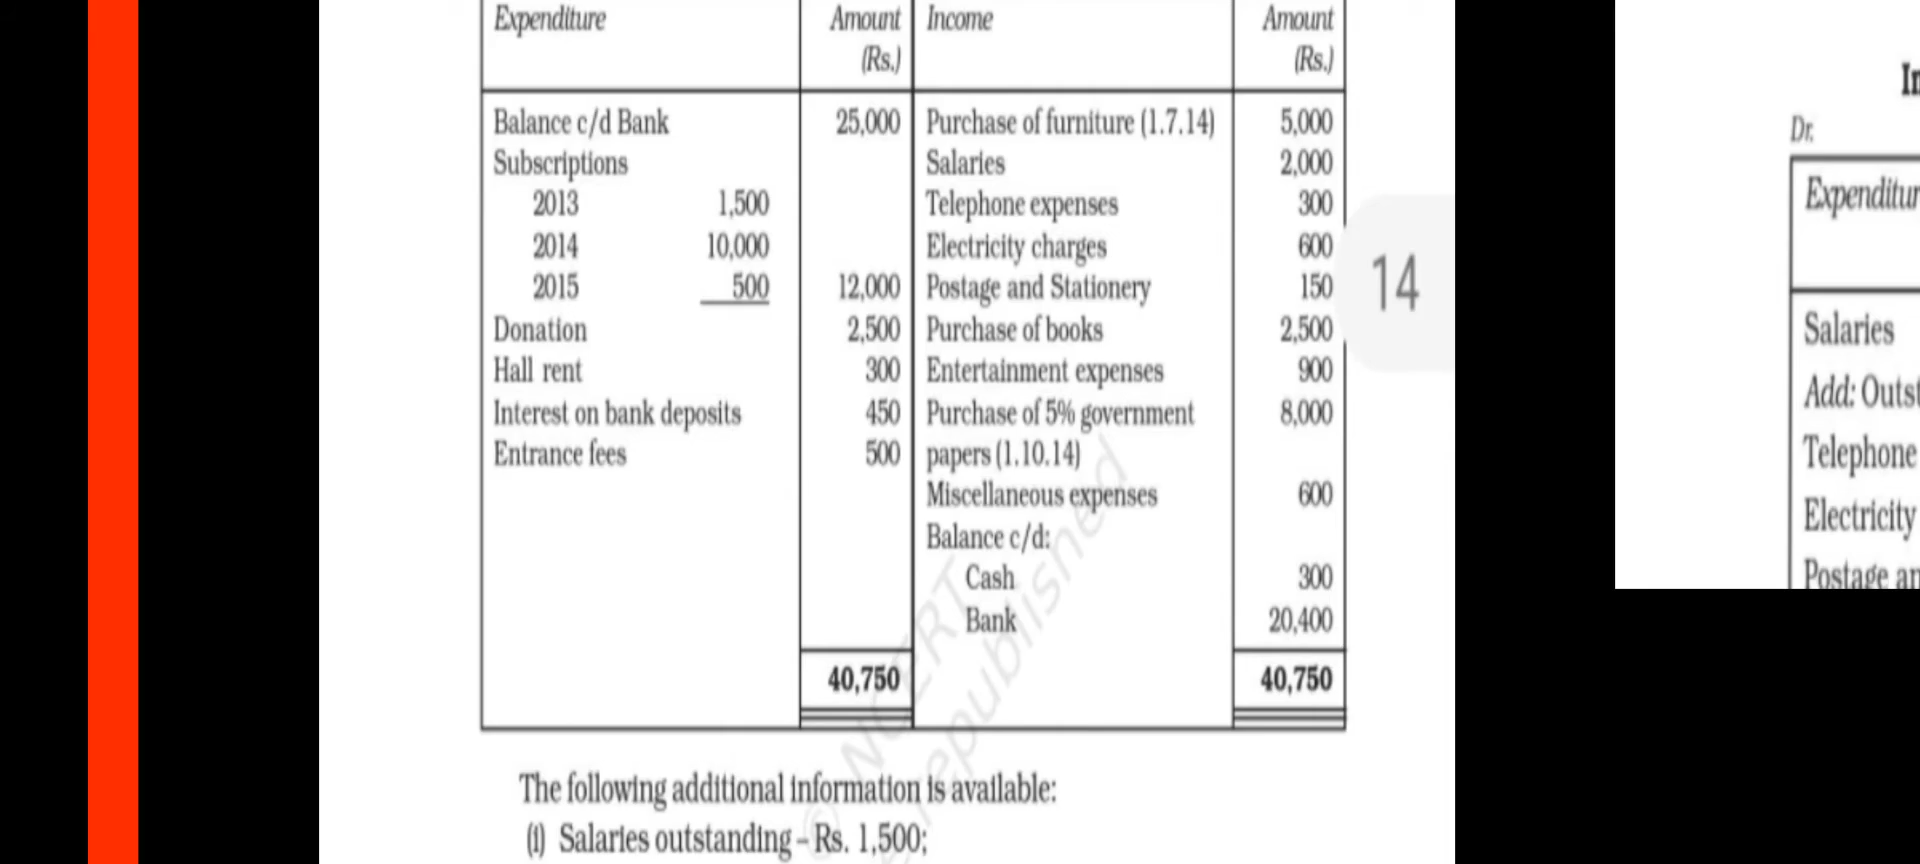 Expenditure Amount Income Amount
(Rs.) (Rs.)
Balance c/d Bank 25,000 Purchase of furniture (1.7.14) 5,000
Subscriptions Salaries 2,000
2013 1,500 Telephone expenses 300
2014 10,000 Electricity charges 600
2015 500 12,000 Postage and Stationery 150
Donation 2,500 Purchase of books 2,500
Hall rent 300 Entertainment expenses 900
Interest on bank deposits 450 Purchase of 5% government 8,000
Entrance fees 500 papers (1.10.14)
Miscellaneous expenses 600
Balance c/d:
Cash 300
Bank 20,400
40,750 40,750
The following additional information is available:
(i) Salaries outstanding – Rs. 1,500;
© NCERT
republished
14
Dr.
Salaries
Add:
Telephone
Electricity
Postage